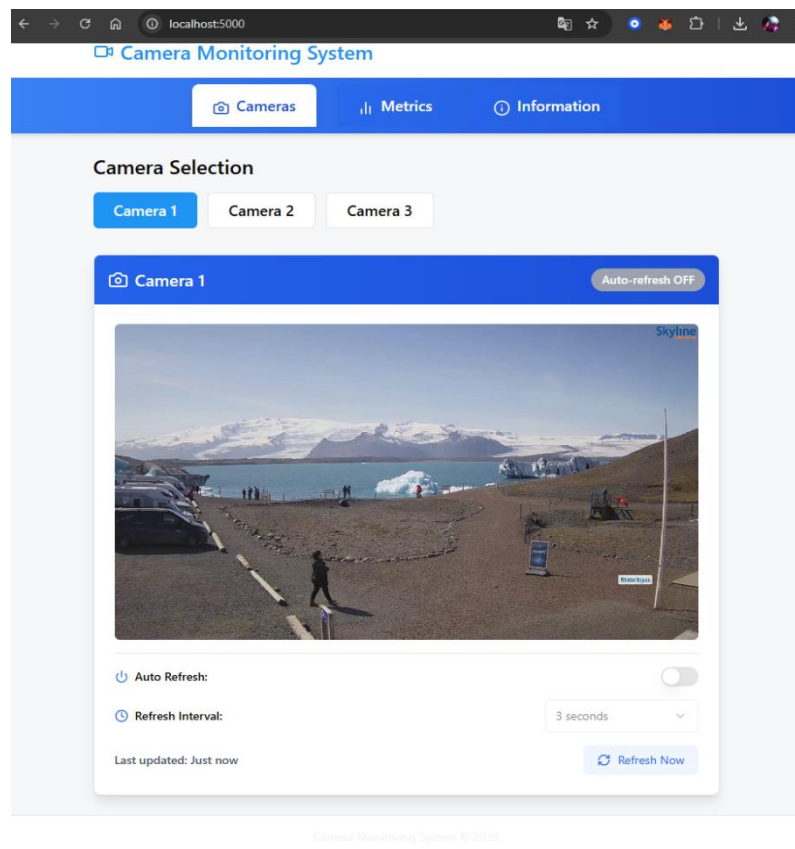 localhost:5000
Camera Monitoring System
Cameras
Metrics
Information
Camera Selection
Camera 1
Camera 2
Camera 3
Camera 1
Auto-refresh OFF
Skyline
Auto Refresh:
Refresh Interval:
3 seconds
Last updated: Just now
Refresh Now
Camera Monitoring System © 2025